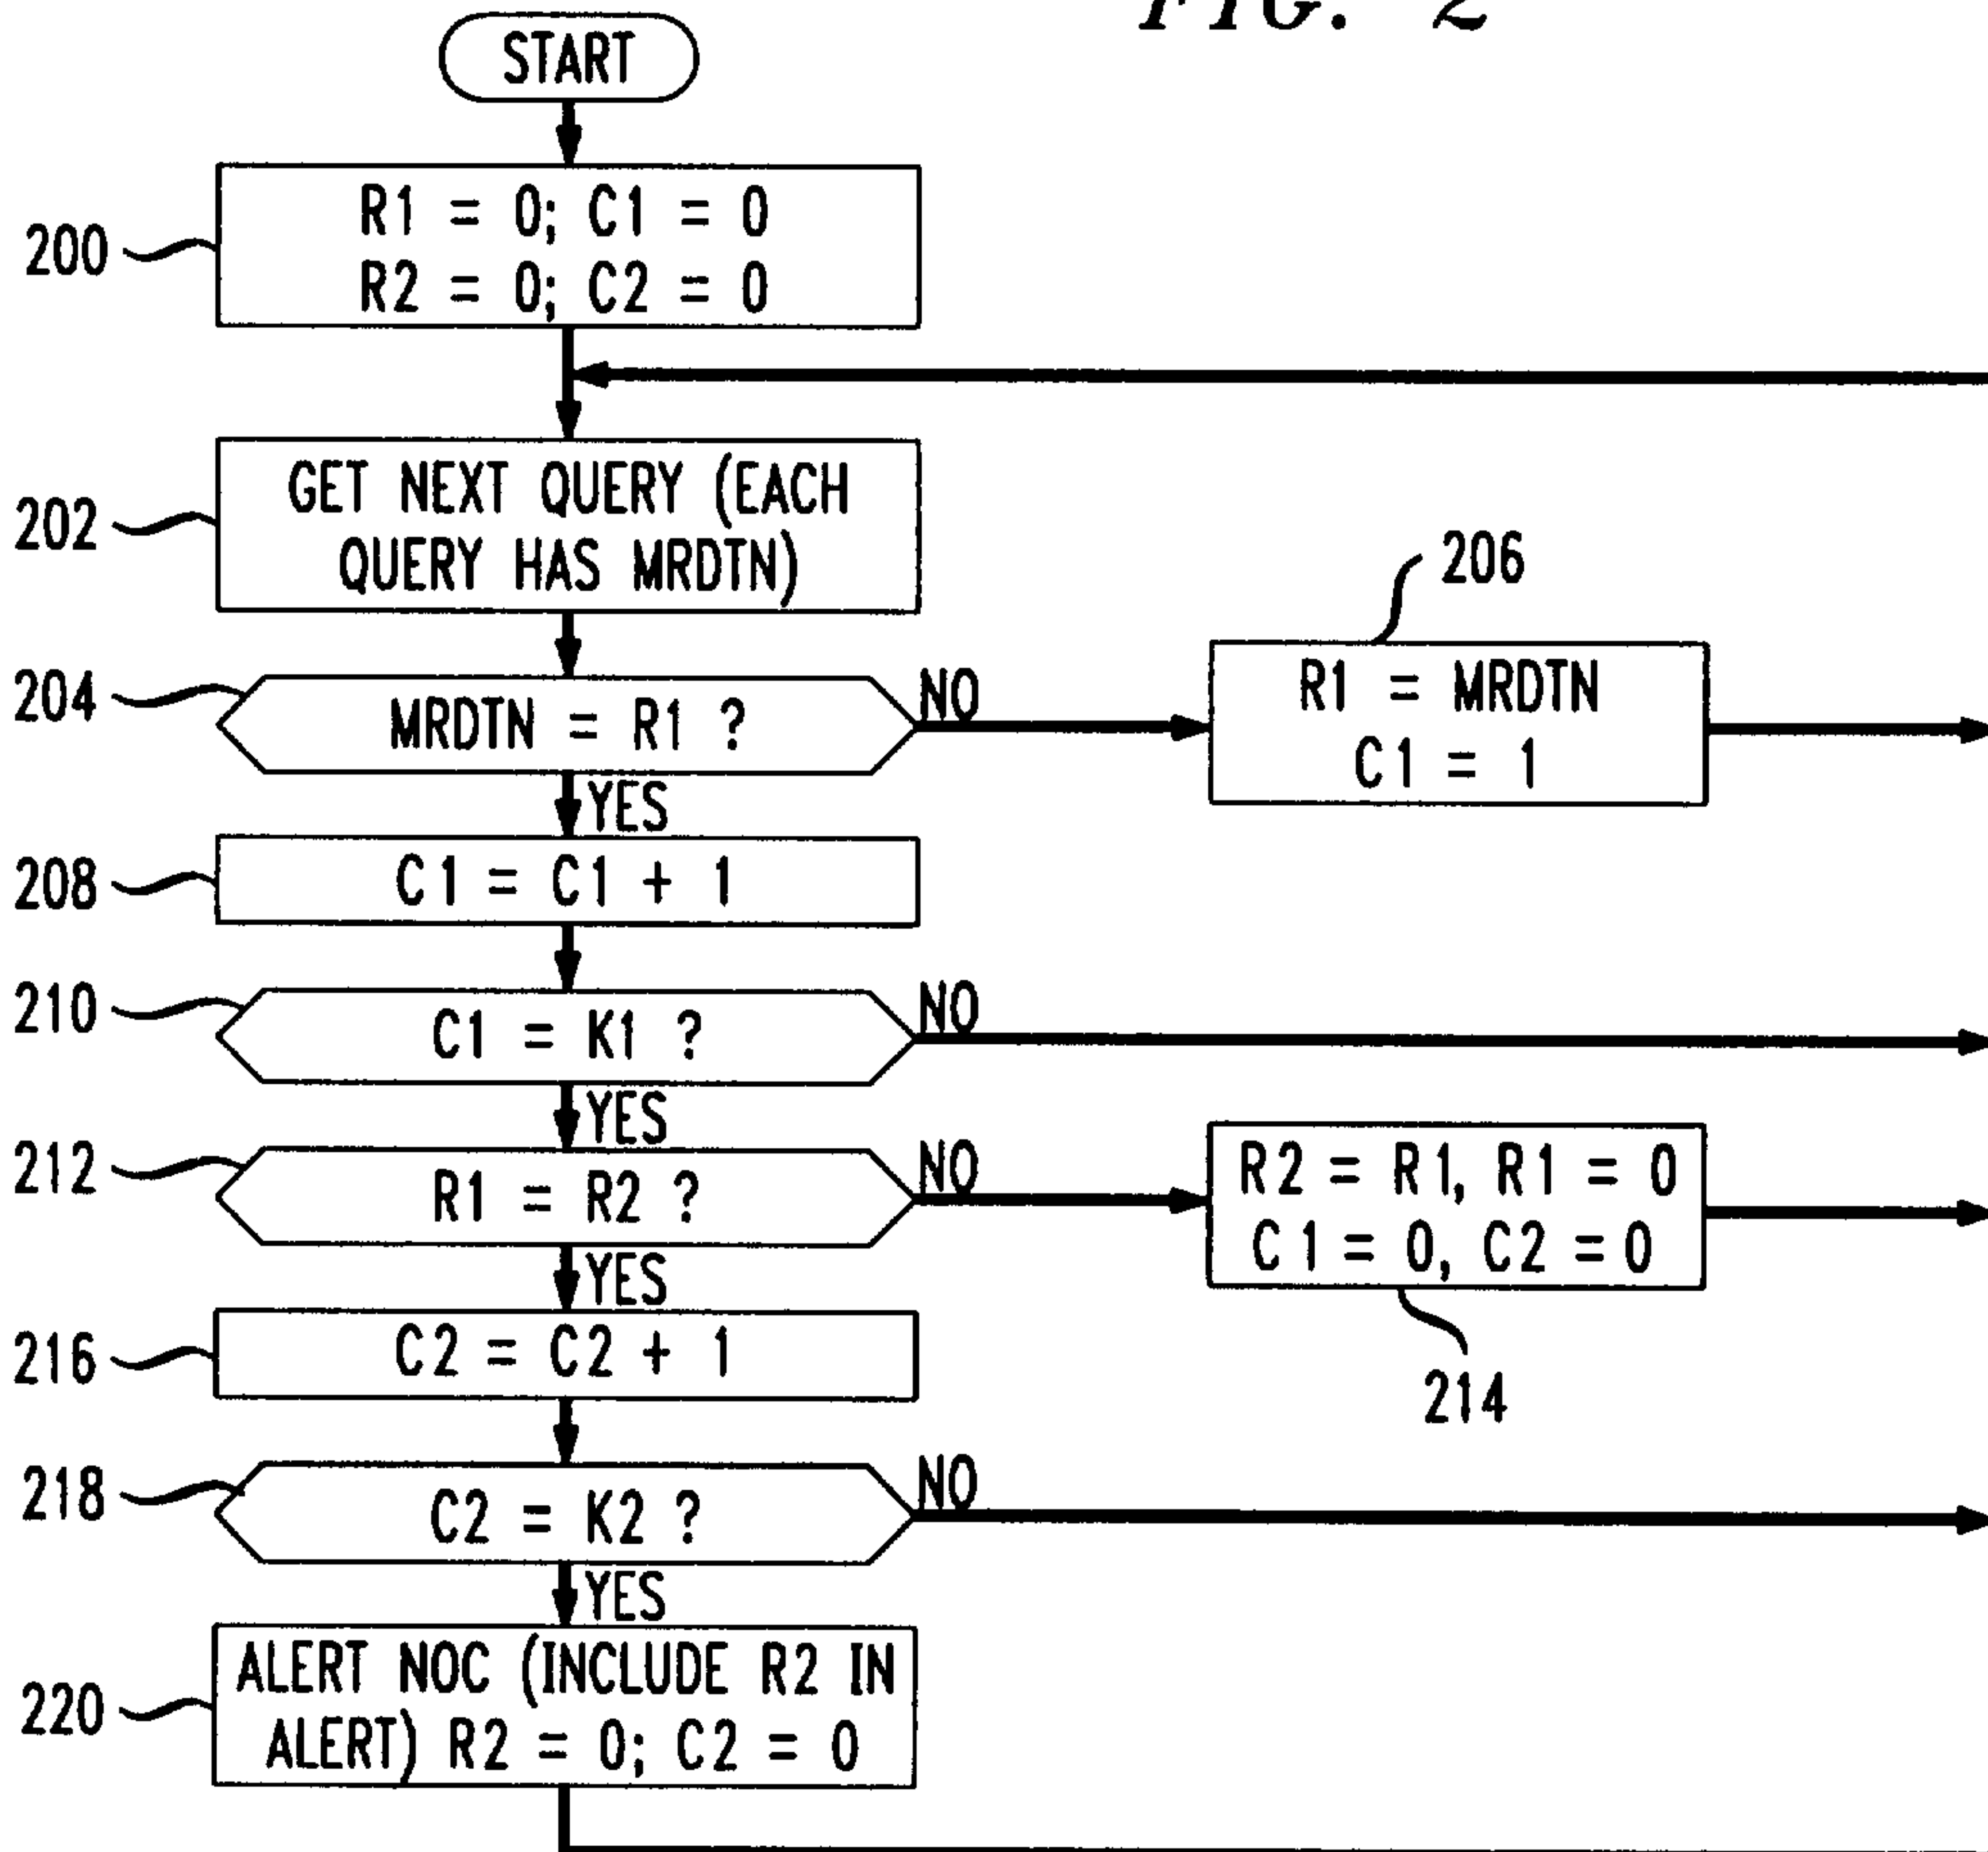 FIG. 2
START
200
R1 = 0; C1 = 0
R2 = 0; C2 = 0
202
GET NEXT QUERY (EACH
QUERY HAS MRDTN)
206
204
MRDTN = R1 ?
NO
R1 = MRDTN
C1 = 1
YES
208
C1 = C1 + 1
210
C1 = K1 ?
NO
YES
212
R1 = R2 ?
NO
R2 = R1, R1 = 0
C1 = 0, C2 = 0
214
YES
216
C2 = C2 + 1
218
C2 = K2 ?
NO
YES
220
ALERT NOC (INCLUDE R2 IN
ALERT) R2 = 0; C2 = 0